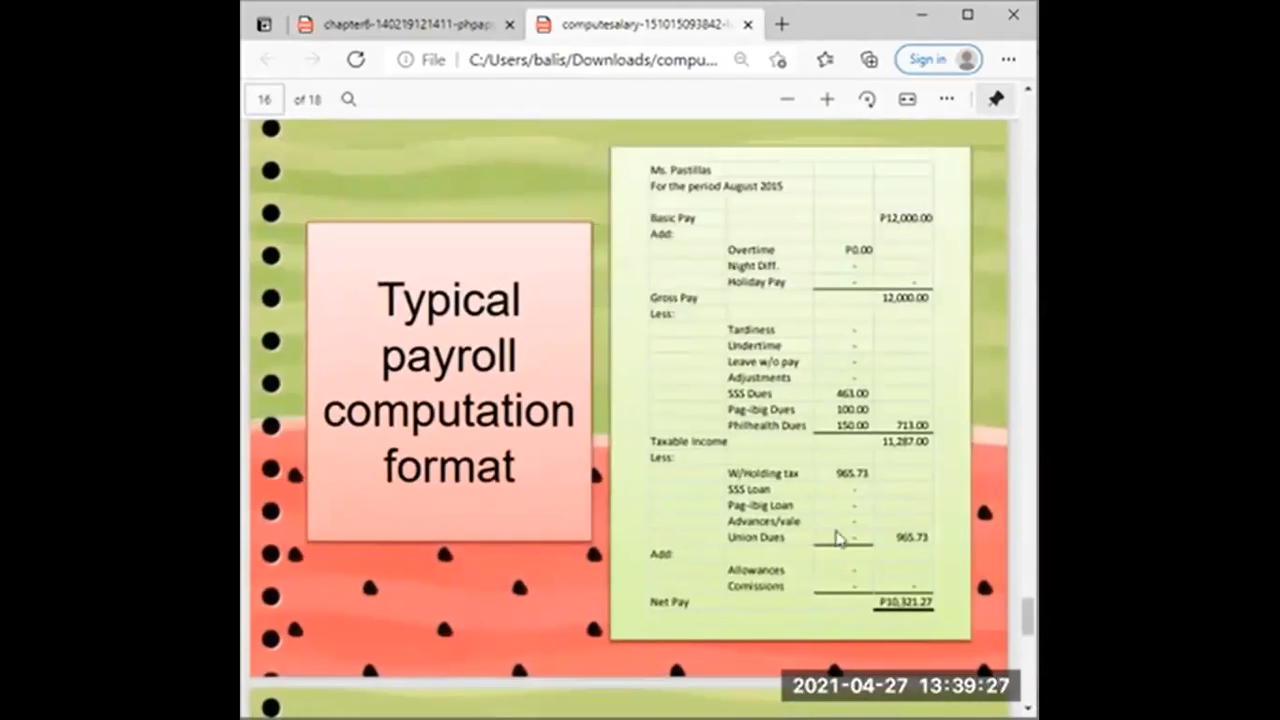 chapter6-140219121411-phpap
computesalary-151015093842-
File
C:/Users/balis/Downloads/compu...
Sign in
16 of 18
Typical
payroll
computation
format
Ms. Pastillas
For the period August 2015
Basic Pay P12,000.00
Add:
Overtime P0.00
Night Diff. -
Holiday Pay - -
Gross Pay 12,000.00
Less:
Tardiness -
Undertime -
Leave w/o pay -
Adjustments -
SSS Dues 463.00
Pag-ibig Dues 100.00
Philhealth Dues 150.00 713.00
Taxable Income 11,287.00
Less:
W/Holding tax 965.73
SSS Loan -
Pag-ibig Loan -
Advances/vale -
Union Dues - 965.73
Add:
Allowances -
Comissions - -
Net Pay P10,321.27
2021-04-27 13:39:27